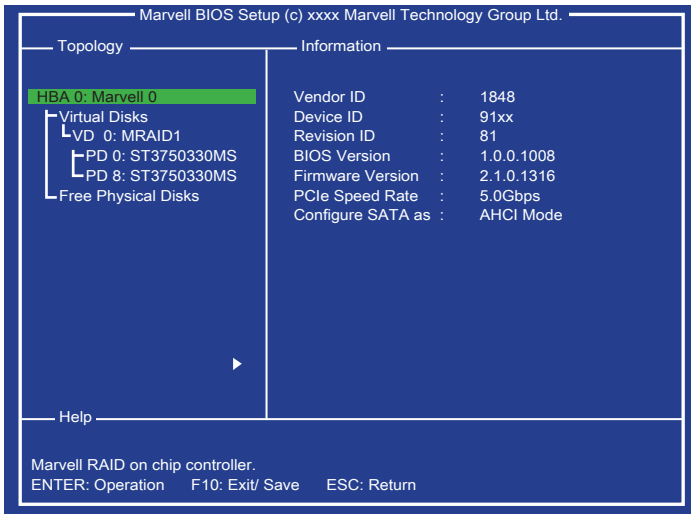 Marvell BIOS Setup (c) xxxx Marvell Technology Group Ltd.
Topology
HBA 0: Marvell 0
Virtual Disks
VD 0: MRAID1
PD 0: ST3750330MS
PD 8: ST3750330MS
Free Physical Disks
Information
Vendor ID : 1848
Device ID : 91xx
Revision ID : 81
BIOS Version : 1.0.0.1008
Firmware Version : 2.1.0.1316
PCIe Speed Rate : 5.0Gbps
Configure SATA as : AHCI Mode
Help
Marvell RAID on chip controller.
ENTER: Operation F10: Exit/ Save ESC: Return